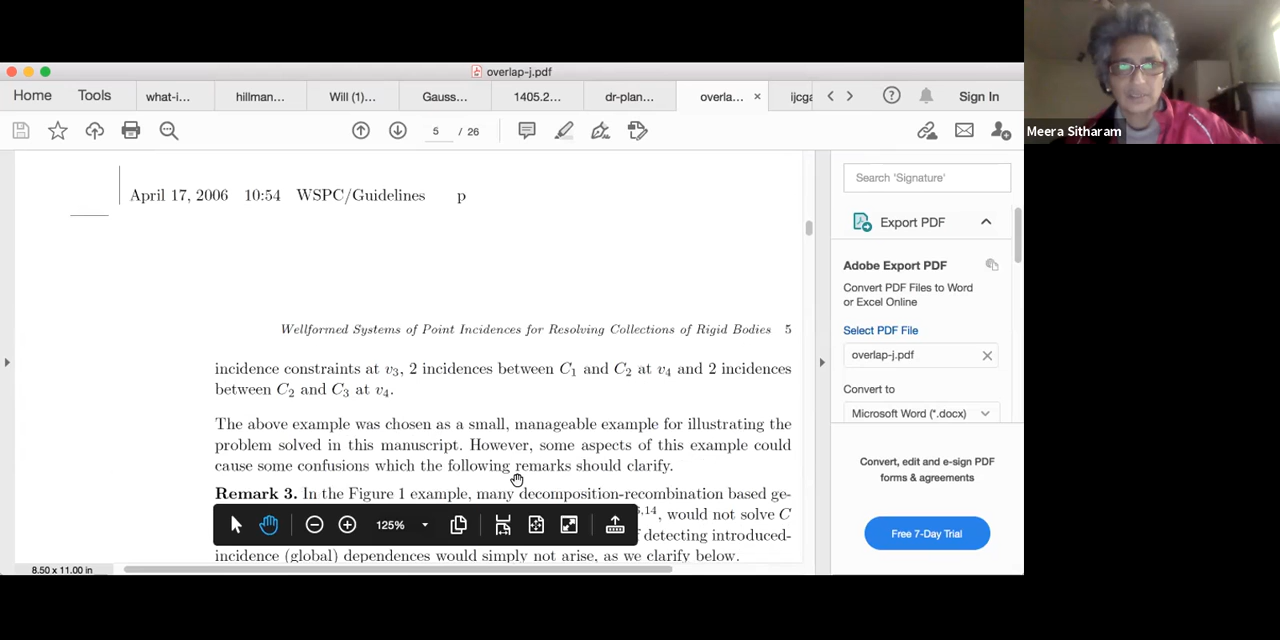 overlap-j.pdf
Home Tools what-i... hillman... Will (1)... Gauss... 1405.2... dr-plan... overla... × ijcga Sign In
5 / 26
Meera Sitharam
April 17, 2006 10:54 WSPC/Guidelines p
Wellformed Systems of Point Incidences for Resolving Collections of Rigid Bodies 5
incidence constraints at v3, 2 incidences between C1 and C2 at v4 and 2 incidences
between C2 and C3 at v4.
The above example was chosen as a small, manageable example for illustrating the
problem solved in this manuscript. However, some aspects of this example could
cause some confusions which the following remarks should clarify.
Remark 3. In the Figure 1 example, many decomposition-recombination based ge-
,14, would not solve C
detecting introduced-
incidence (global) dependences would simply not arise, as we clarify below.
125%
8.50 x 11.00 in
Search 'Signature'
Export PDF
Adobe Export PDF
Convert PDF Files to Word
or Excel Online
Select PDF File
overlap-j.pdf
Convert to
Microsoft Word (*.docx)
Convert, edit and e-sign PDF
forms & agreements
Free 7-Day Trial